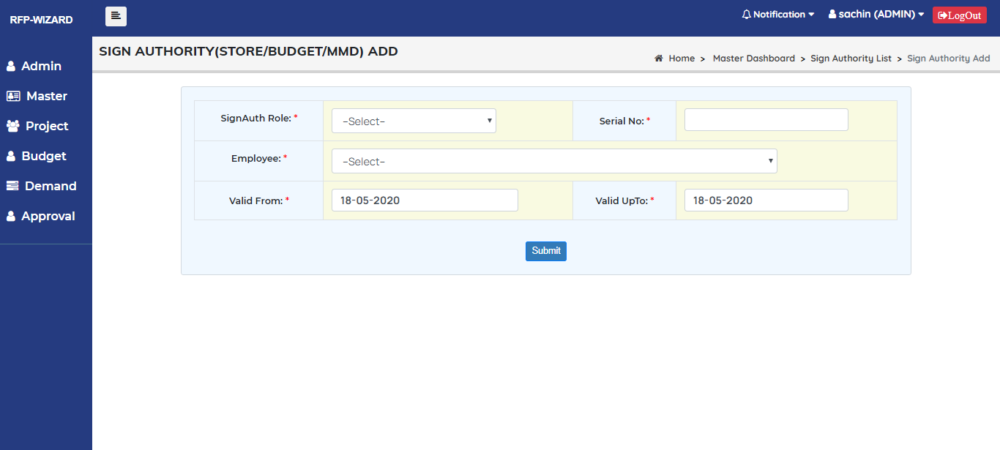 RFP-WIZARD
Notification
sachin (ADMIN)
LogOut
SIGN AUTHORITY(STORE/BUDGET/MMD) ADD
Home > Master Dashboard > Sign Authority List > Sign Authority Add
Admin
Master
Project
Budget
Demand
Approval
SignAuth Role: *
-Select-
Serial No: *
Employee: *
-Select-
Valid From: *
18-05-2020
Valid UpTo: *
18-05-2020
Submit